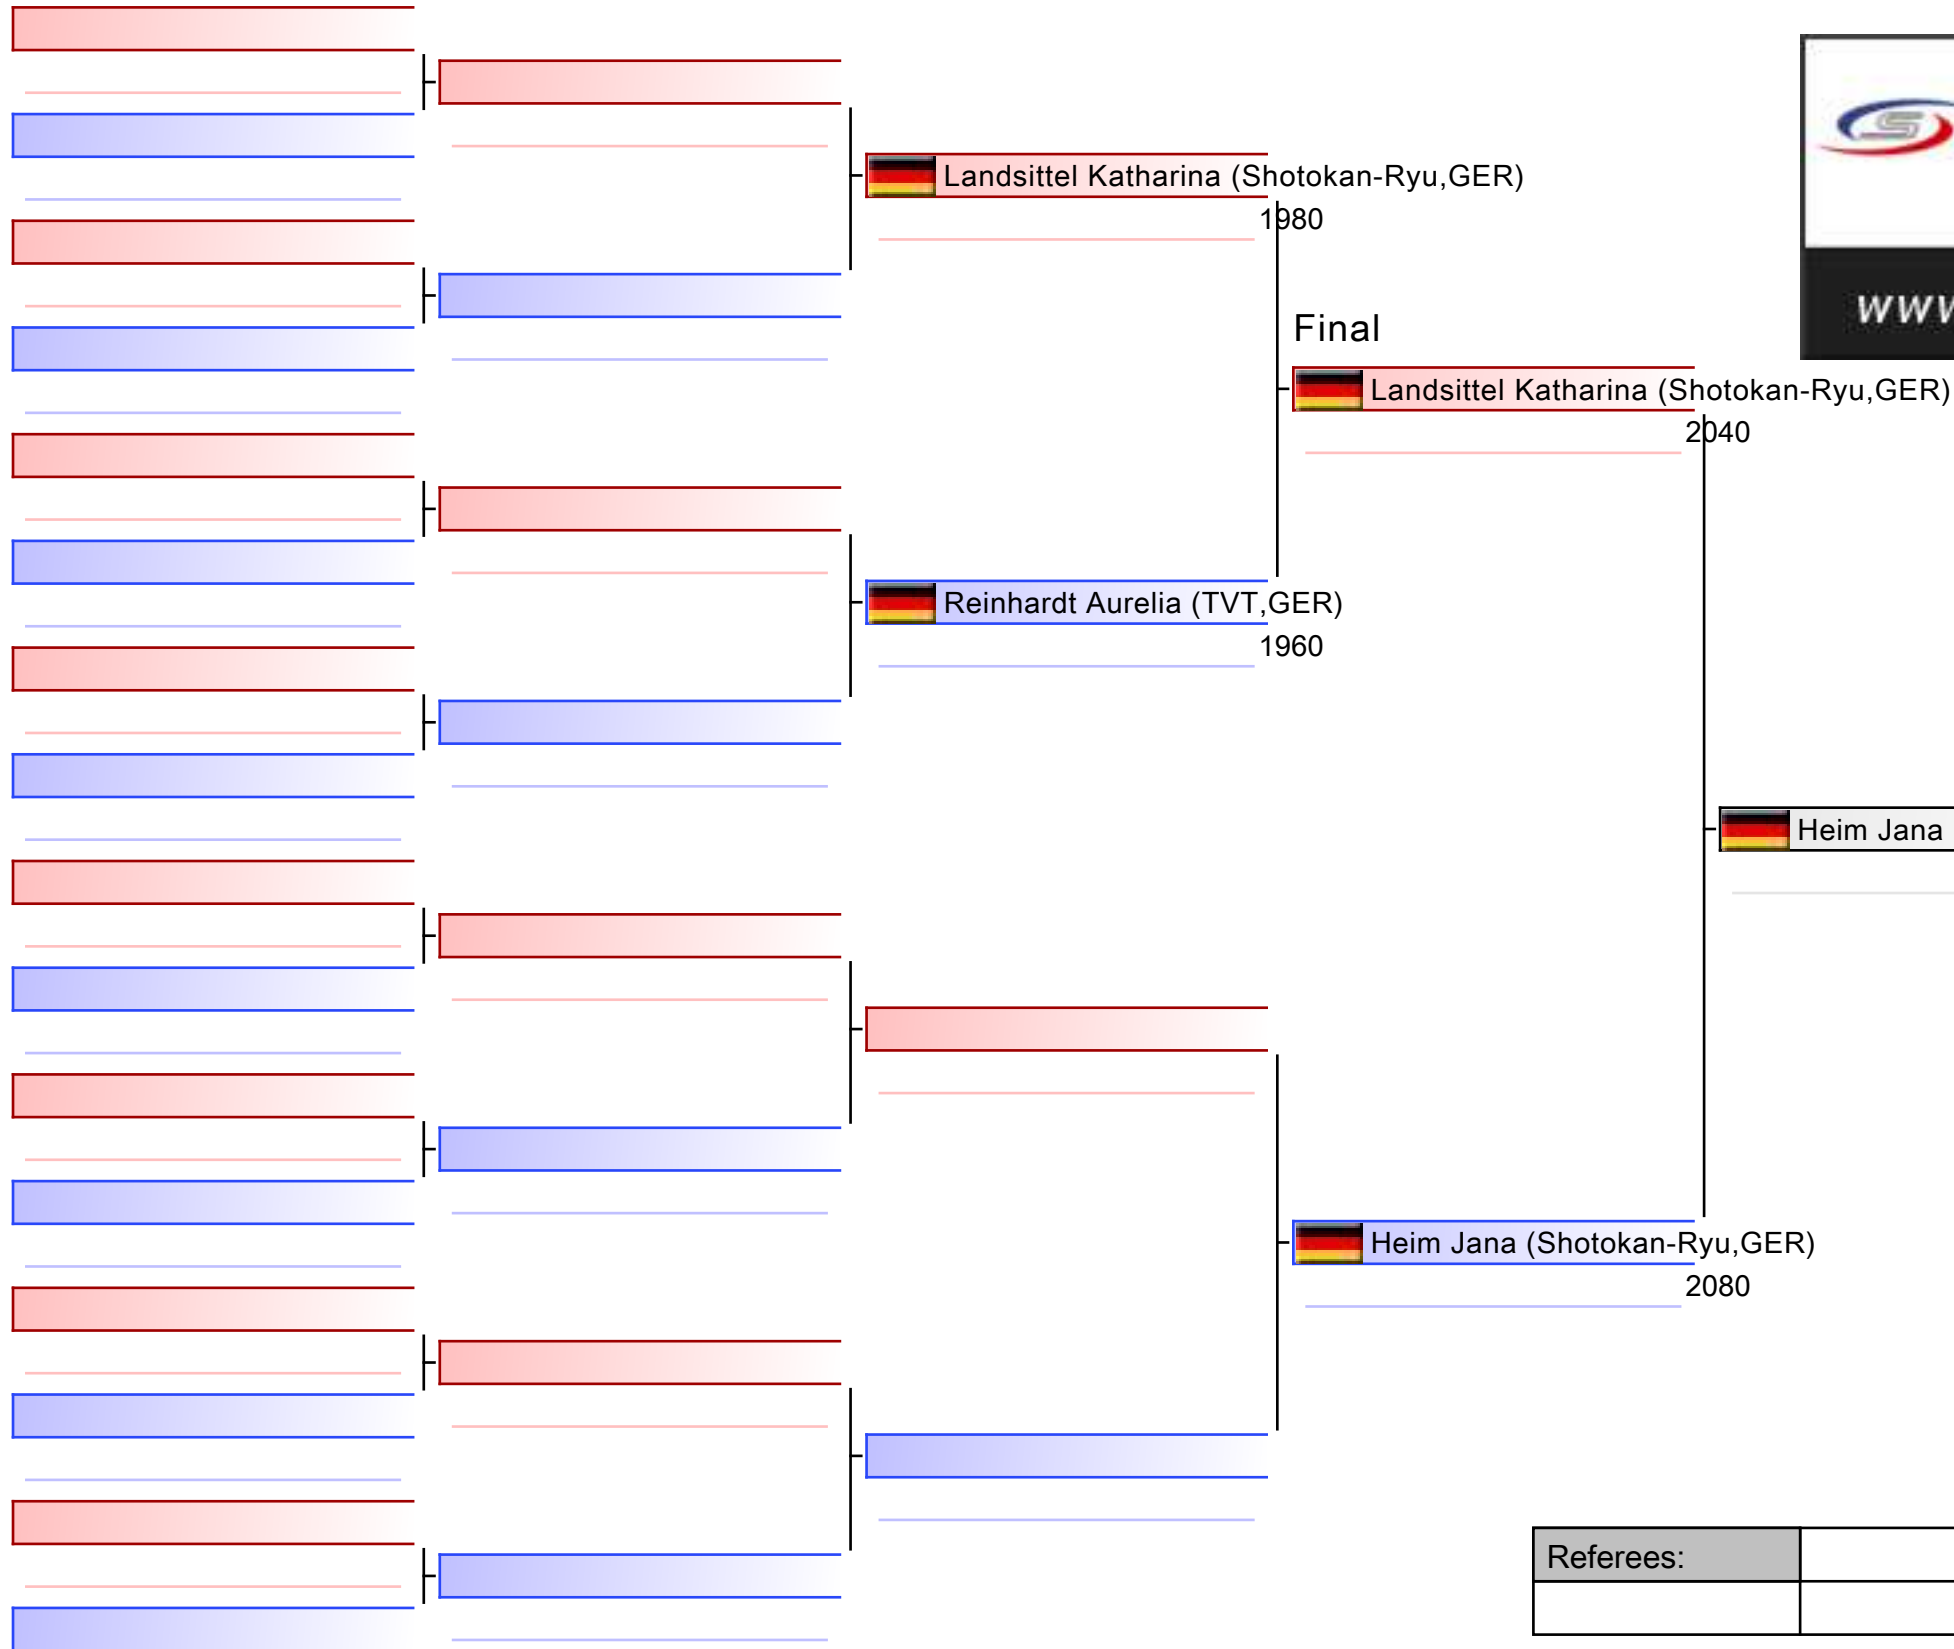 Landsittel Katharina (Shotokan-Ryu,GER)
1980
Final
Landsittel Katharina (Shotokan-Ryu,GER)
2040
Reinhardt Aurelia (TVT,GER)
1960
Heim Jana
Heim Jana (Shotokan-Ryu,GER)
2080
Referees: